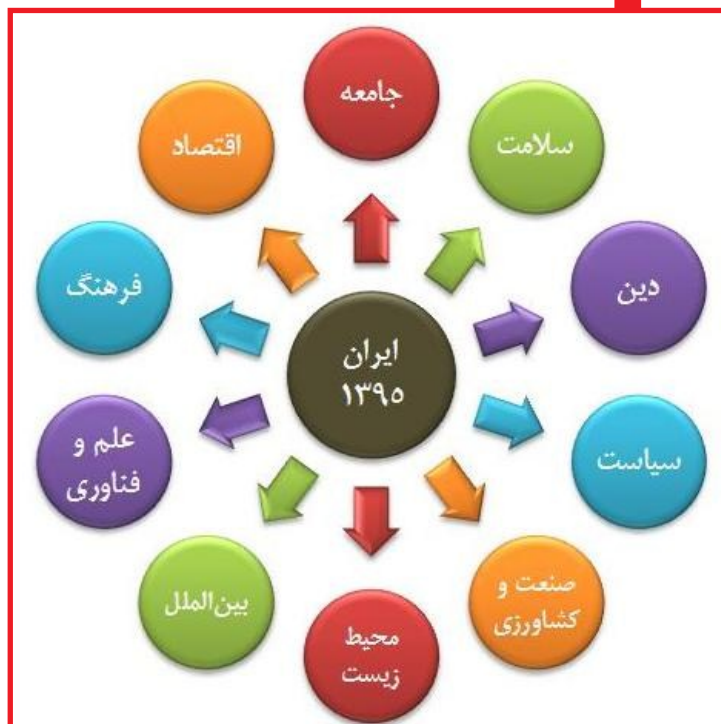 جامعه
سلامت
اقتصاد
دین
فرهنگ
ایران
۱۳۹۵
سیاست
علم و
فناوری
صنعت و
کشاورزی
بین‌الملل
محیط
زیست